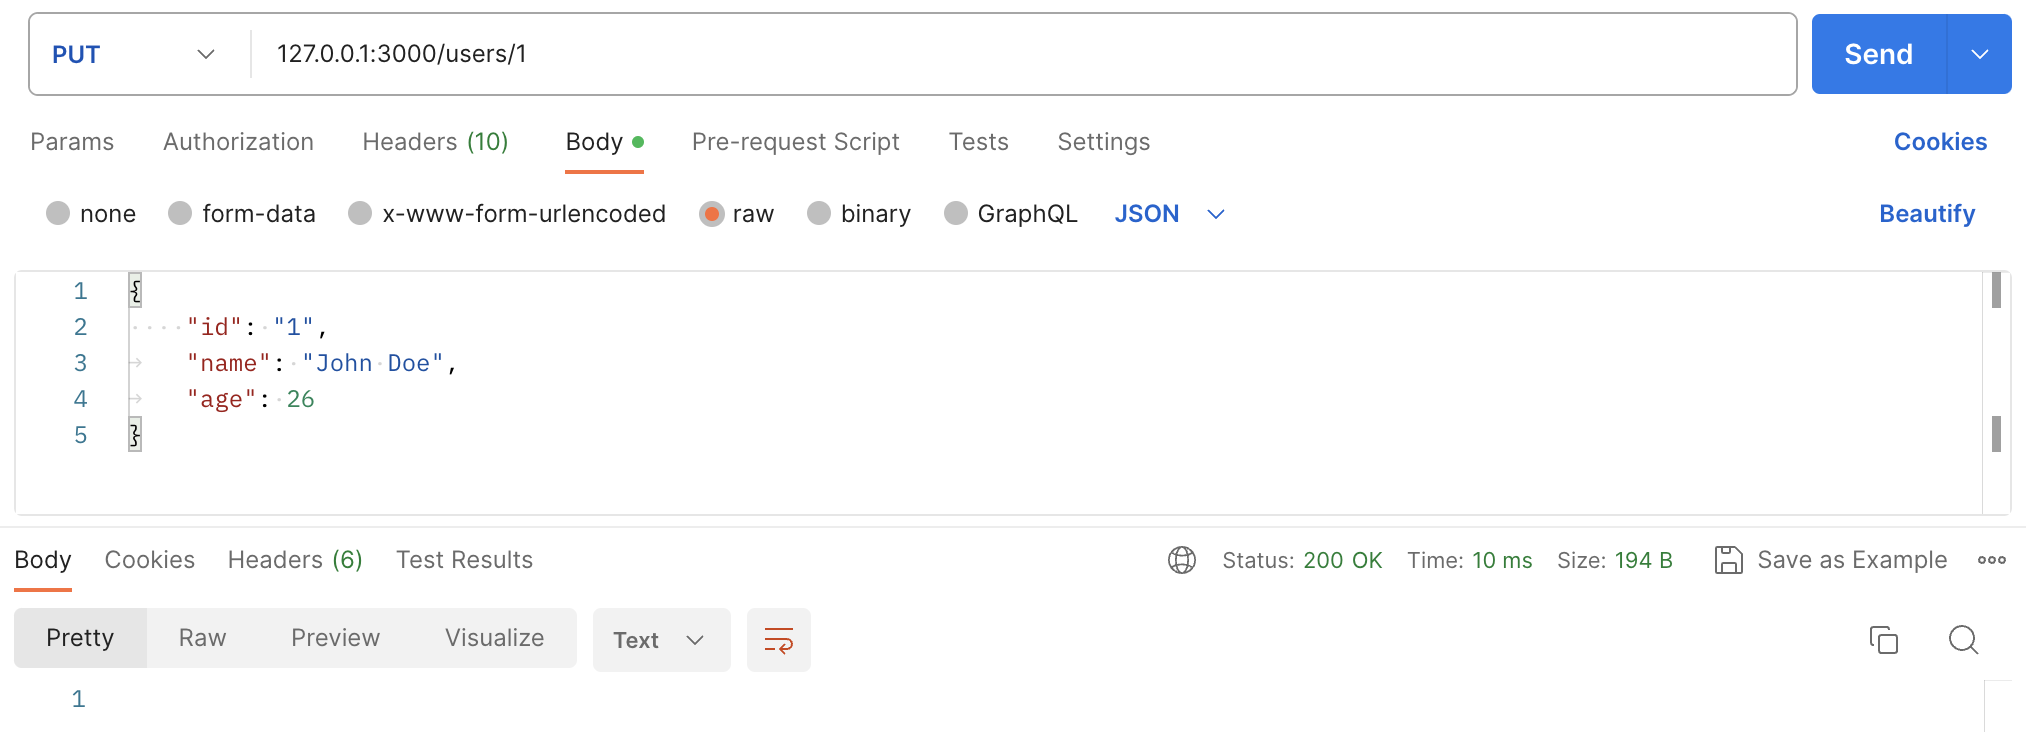 PUT 127.0.0.1:3000/users/1 Send
Params Authorization Headers (10) Body Pre-request Script Tests Settings Cookies
none form-data x-www-form-urlencoded raw binary GraphQL JSON Beautify
1 {
2 "id": "1",
3 "name": "John Doe",
4 "age": 26
5 }
Body Cookies Headers (6) Test Results Status: 200 OK Time: 10 ms Size: 194 B Save as Example
Pretty Raw Preview Visualize Text
1